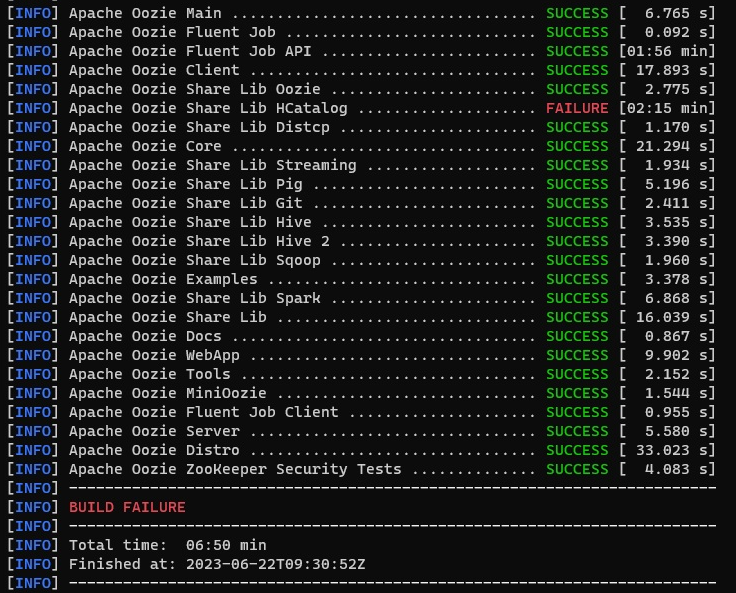 [INFO] Apache Oozie Main .................................. SUCCESS [  6.765 s]
[INFO] Apache Oozie Fluent Job ............................ SUCCESS [  0.092 s]
[INFO] Apache Oozie Fluent Job API ........................ SUCCESS [01:56 min]
[INFO] Apache Oozie Client ................................ SUCCESS [ 17.893 s]
[INFO] Apache Oozie Share Lib Oozie ....................... SUCCESS [  2.775 s]
[INFO] Apache Oozie Share Lib HCatalog .................... FAILURE [02:15 min]
[INFO] Apache Oozie Share Lib Distcp ...................... SUCCESS [  1.170 s]
[INFO] Apache Oozie Core .................................. SUCCESS [ 21.294 s]
[INFO] Apache Oozie Share Lib Streaming ................... SUCCESS [  1.934 s]
[INFO] Apache Oozie Share Lib Pig ......................... SUCCESS [  5.196 s]
[INFO] Apache Oozie Share Lib Git ......................... SUCCESS [  2.411 s]
[INFO] Apache Oozie Share Lib Hive ........................ SUCCESS [  3.535 s]
[INFO] Apache Oozie Share Lib Hive 2 ...................... SUCCESS [  3.390 s]
[INFO] Apache Oozie Share Lib Sqoop ....................... SUCCESS [  1.960 s]
[INFO] Apache Oozie Examples .............................. SUCCESS [  3.378 s]
[INFO] Apache Oozie Share Lib Spark ....................... SUCCESS [  6.868 s]
[INFO] Apache Oozie Share Lib ............................. SUCCESS [ 16.039 s]
[INFO] Apache Oozie Docs .................................. SUCCESS [  0.867 s]
[INFO] Apache Oozie WebApp ................................ SUCCESS [  9.902 s]
[INFO] Apache Oozie Tools ................................. SUCCESS [  2.152 s]
[INFO] Apache Oozie MiniOozie ............................. SUCCESS [  1.544 s]
[INFO] Apache Oozie Fluent Job Client ..................... SUCCESS [  0.955 s]
[INFO] Apache Oozie Server ................................ SUCCESS [  5.580 s]
[INFO] Apache Oozie Distro ................................ SUCCESS [ 33.023 s]
[INFO] Apache Oozie ZooKeeper Security Tests .............. SUCCESS [  4.083 s]
[INFO] ------------------------------------------------------------------------
[INFO] BUILD FAILURE
[INFO] ------------------------------------------------------------------------
[INFO] Total time:  06:50 min
[INFO] Finished at: 2023-06-22T09:30:52Z
[INFO] ------------------------------------------------------------------------